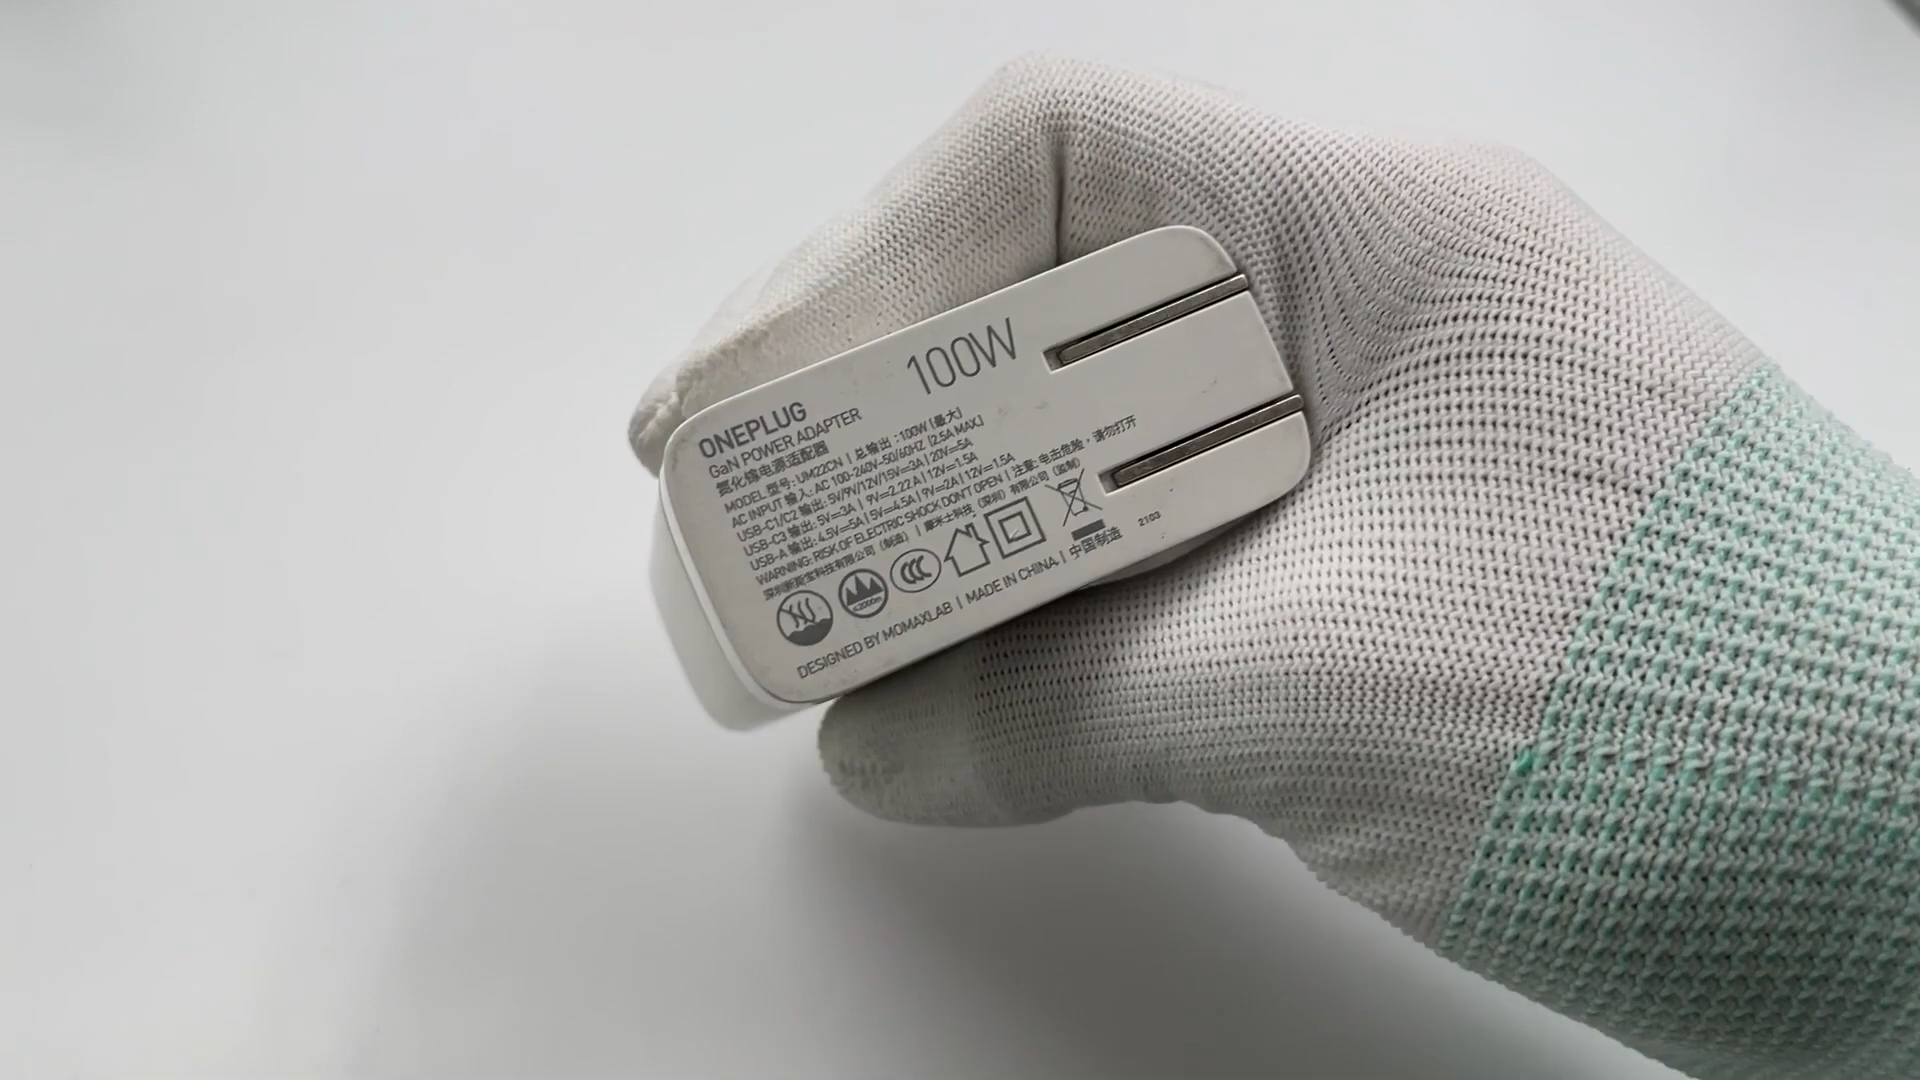 100W
ONEPLUG
GaN POWER ADAPTER
氮化镓电源适配器
MODEL 型号: UM22CN | 总输出 : 100W [最大]
AC INPUT 输入: AC 100-240V~50/60HZ [2.5A MAX.]
USB-C1/C2 输出: 5V/9V/12V/15V⎓3A | 20V⎓5A
USB-C3 输出: 5V⎓3A | 9V⎓2.22A | 12V⎓1.5A
USB-A 输出: 4.5V⎓5A | 5V⎓4.5A | 9V⎓2A | 12V⎓1.5A
WARNING: RISK OF ELECTRIC SHOCK DON'T OPEN | 注意: 电击危险，请勿打开
科技有限公司 (制造) | 摩米士科技 (深圳) 有限公司 (监制)
≤2000m
CCC
DESIGNED BY MOMAXLAB | MADE IN CHINA. | 中国制造
2103